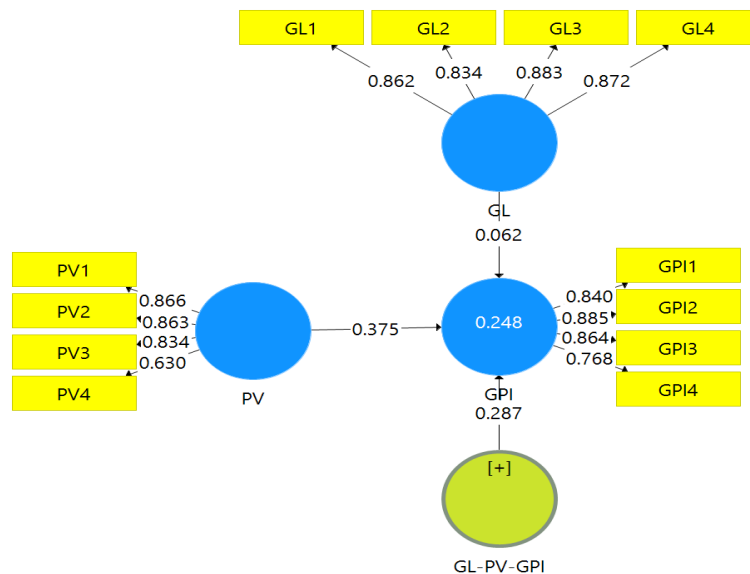 GL1 GL2 GL3 GL4
0.862 0.834 0.883 0.872
GL
0.062
PV1
PV2
PV3
PV4
0.866
0.863
0.834
0.630
PV
0.375
0.248
GPI
0.840
0.885
0.864
0.768
GPI1
GPI2
GPI3
GPI4
0.287
[+]
GL-PV-GPI